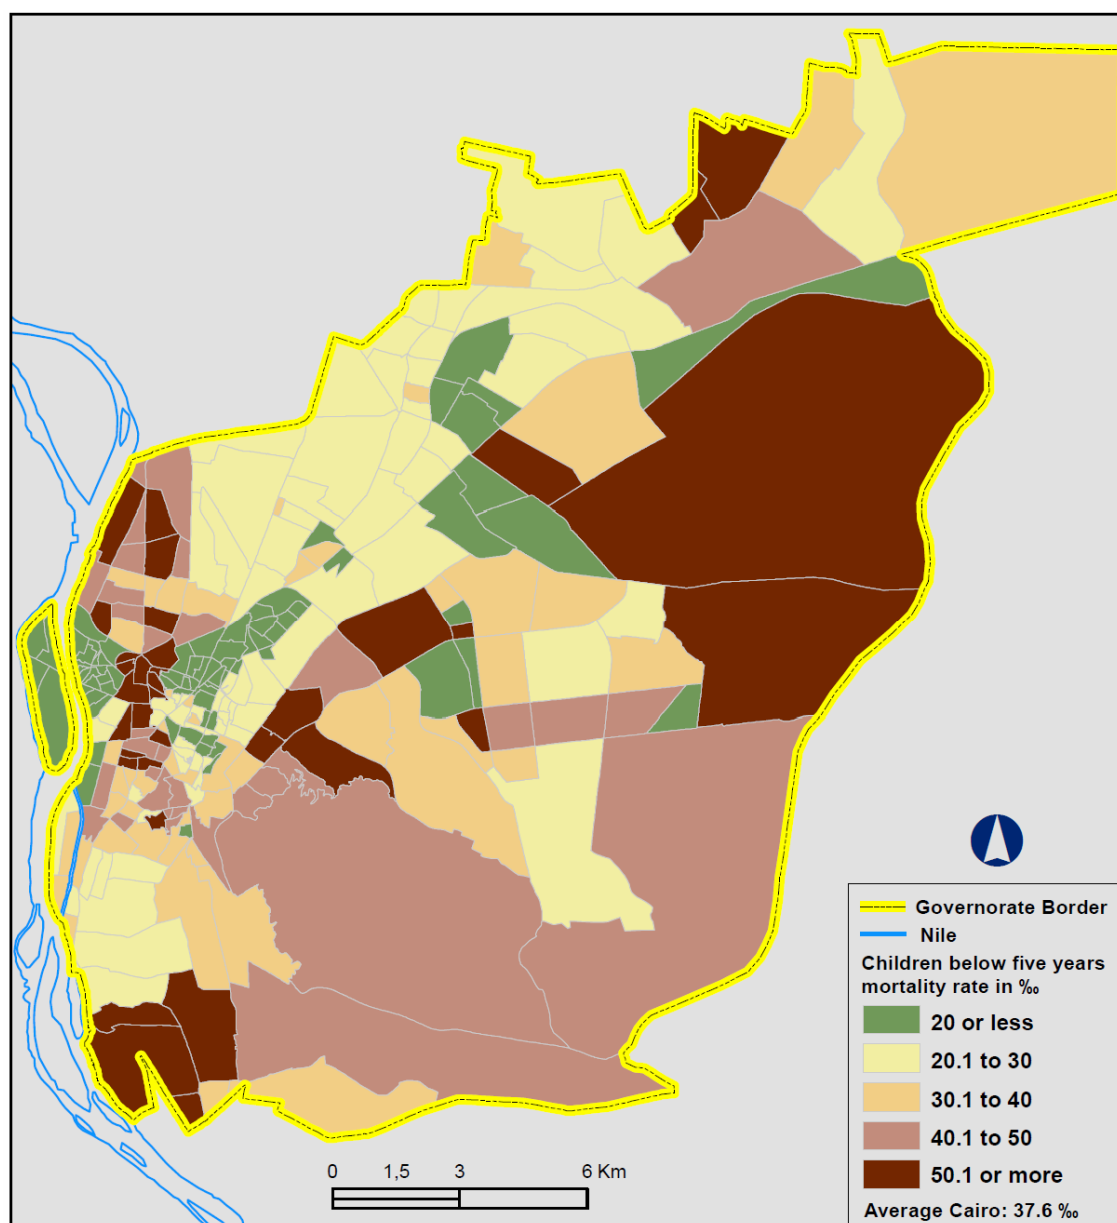 Governorate Border
Nile
Children below five years
mortality rate in ‰
20 or less
20.1 to 30
30.1 to 40
40.1 to 50
50.1 or more
Average Cairo: 37.6 ‰
0 1,5 3 6 Km